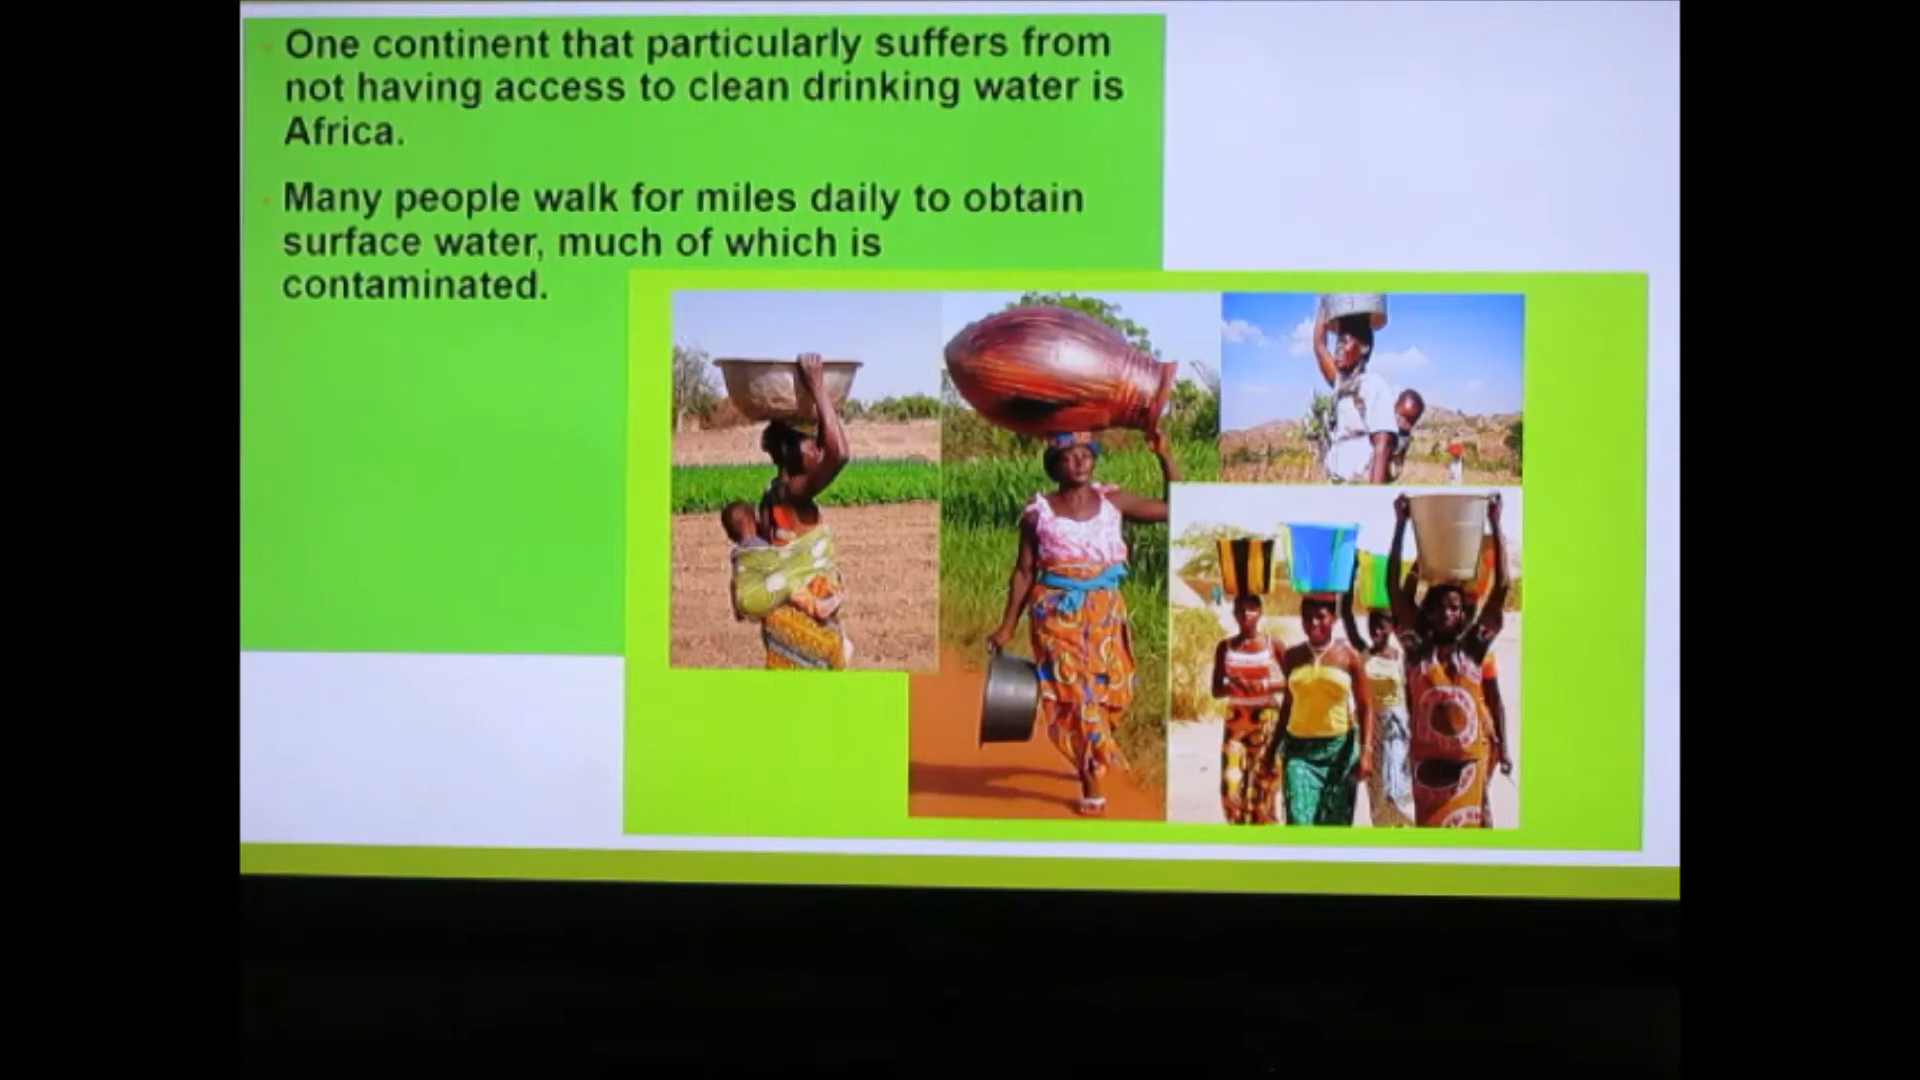 One continent that particularly suffers from
not having access to clean drinking water is
Africa.
Many people walk for miles daily to obtain
surface water, much of which is
contaminated.